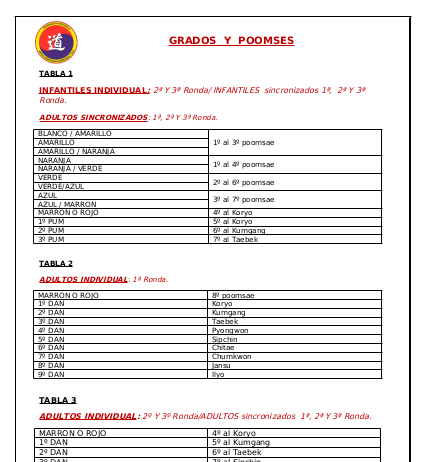 道
GRADOS Y POOMSES
TABLA 1
INFANTILES INDIVIDUAL: 2ª Y 3ª Ronda/ INFANTILES sincronizados 1ª, 2ª Y 3ª
Ronda.
ADULTOS SINCRONIZADOS: 1ª, 2ª Y 3ª Ronda.
BLANCO / AMARILLO
AMARILLO 1º al 3º poomsae
AMARILLO / NARANJA
NARANJA 1º al 4º poomsae
NARANJA / VERDE
VERDE 2º al 6º poomsae
VERDE/AZUL
AZUL 3º al 7º poomsae
AZUL / MARRON
MARRON O ROJO 4º al Koryo
1º PUM 5º al Koryo
2º PUM 6º al Kumgang
3º PUM 7º al Taebek
TABLA 2
ADULTOS INDIVIDUAL: 1ª Ronda.
MARRON O ROJO 8º poomsae
1º DAN Koryo
2º DAN Kumgang
3º DAN Taebek
4º DAN Pyongwon
5º DAN Sipchin
6º DAN Chitae
7º DAN Chumkwon
8º DAN Jansu
9º DAN Ilyo
TABLA 3
ADULTOS INDIVIDUAL: 2ª Y 3ª Ronda/ADULTOS sincronizados 1ª, 2ª Y 3ª Ronda.
MARRON O ROJO 4º al Koryo
1º DAN 5º al Kumgang
2º DAN 6º al Taebek
3º DAN 7º al Sipchin